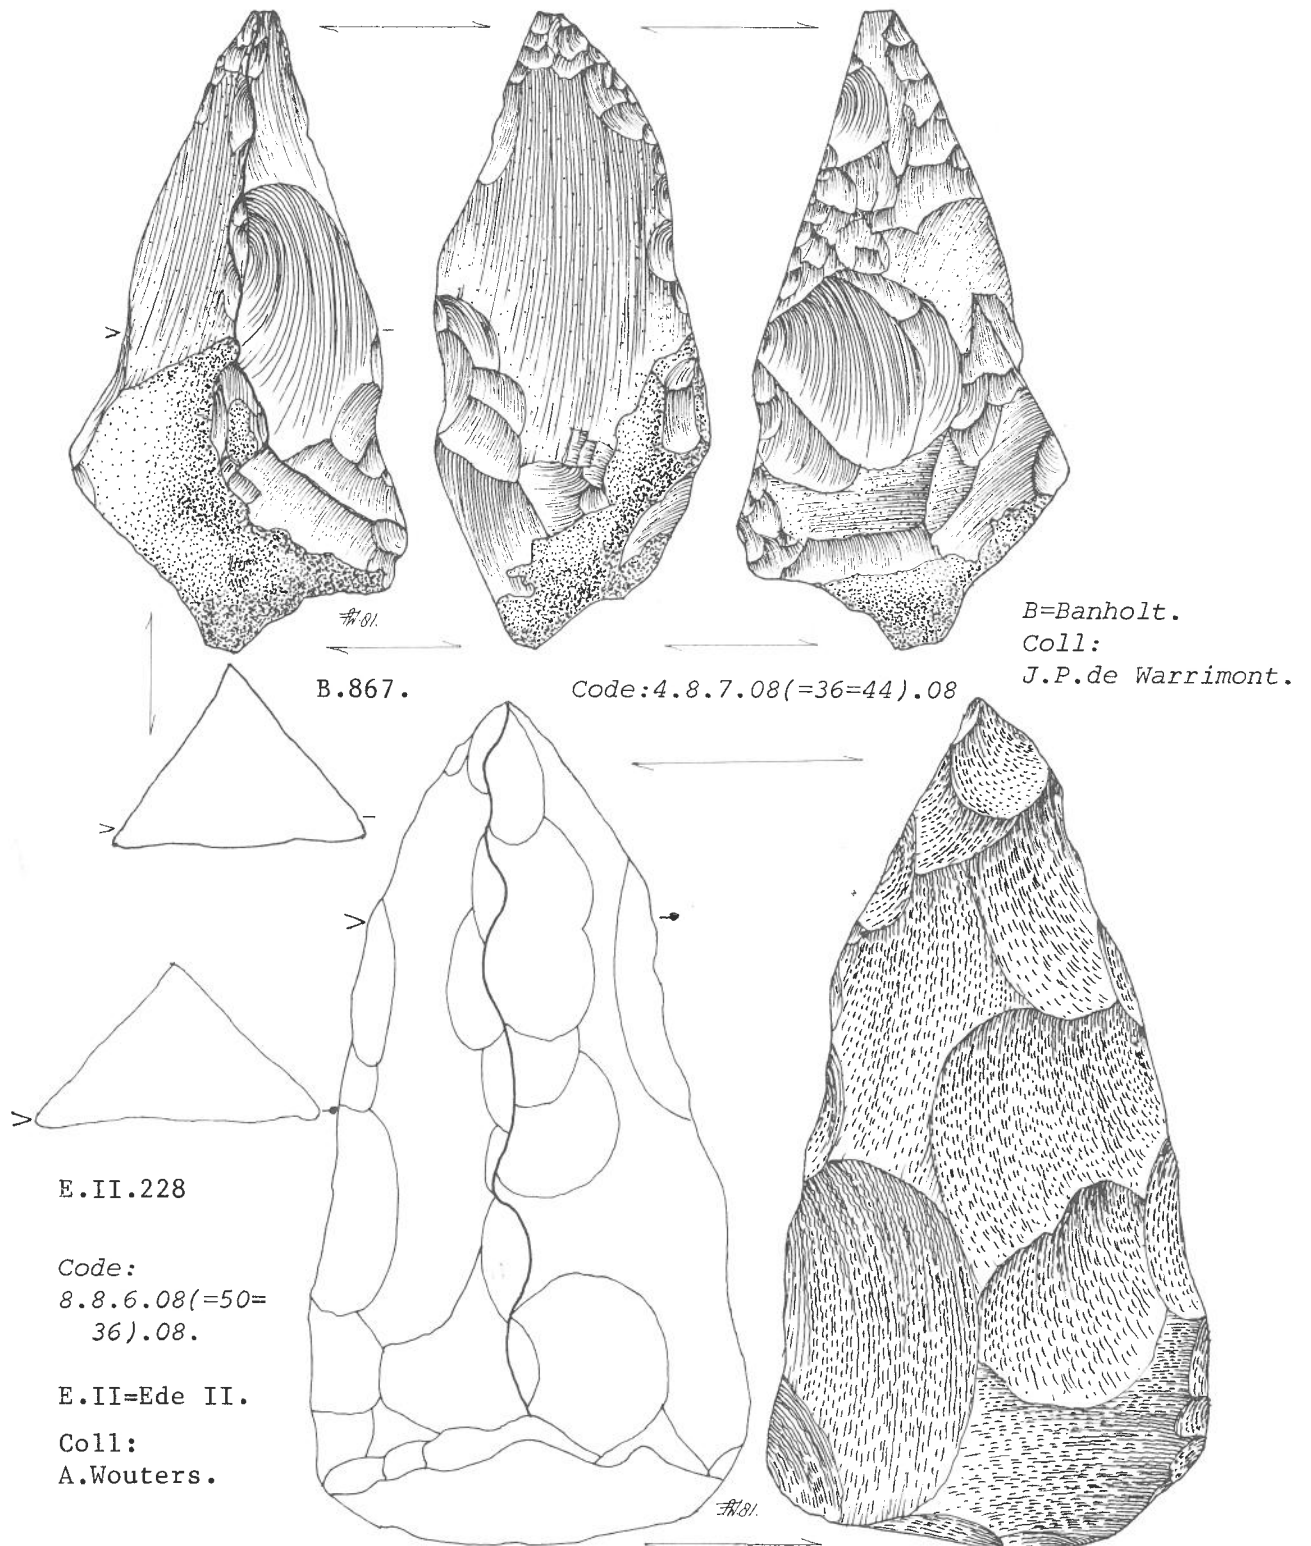 B=Banholt.
Coll:
J.P.de Warrimont.
B.867.
Code:4.8.7.08(=36=44).08
E.II.228
Code:
8.8.6.08(=50=
36).08.
E.II=Ede II.
Coll:
A.Wouters.